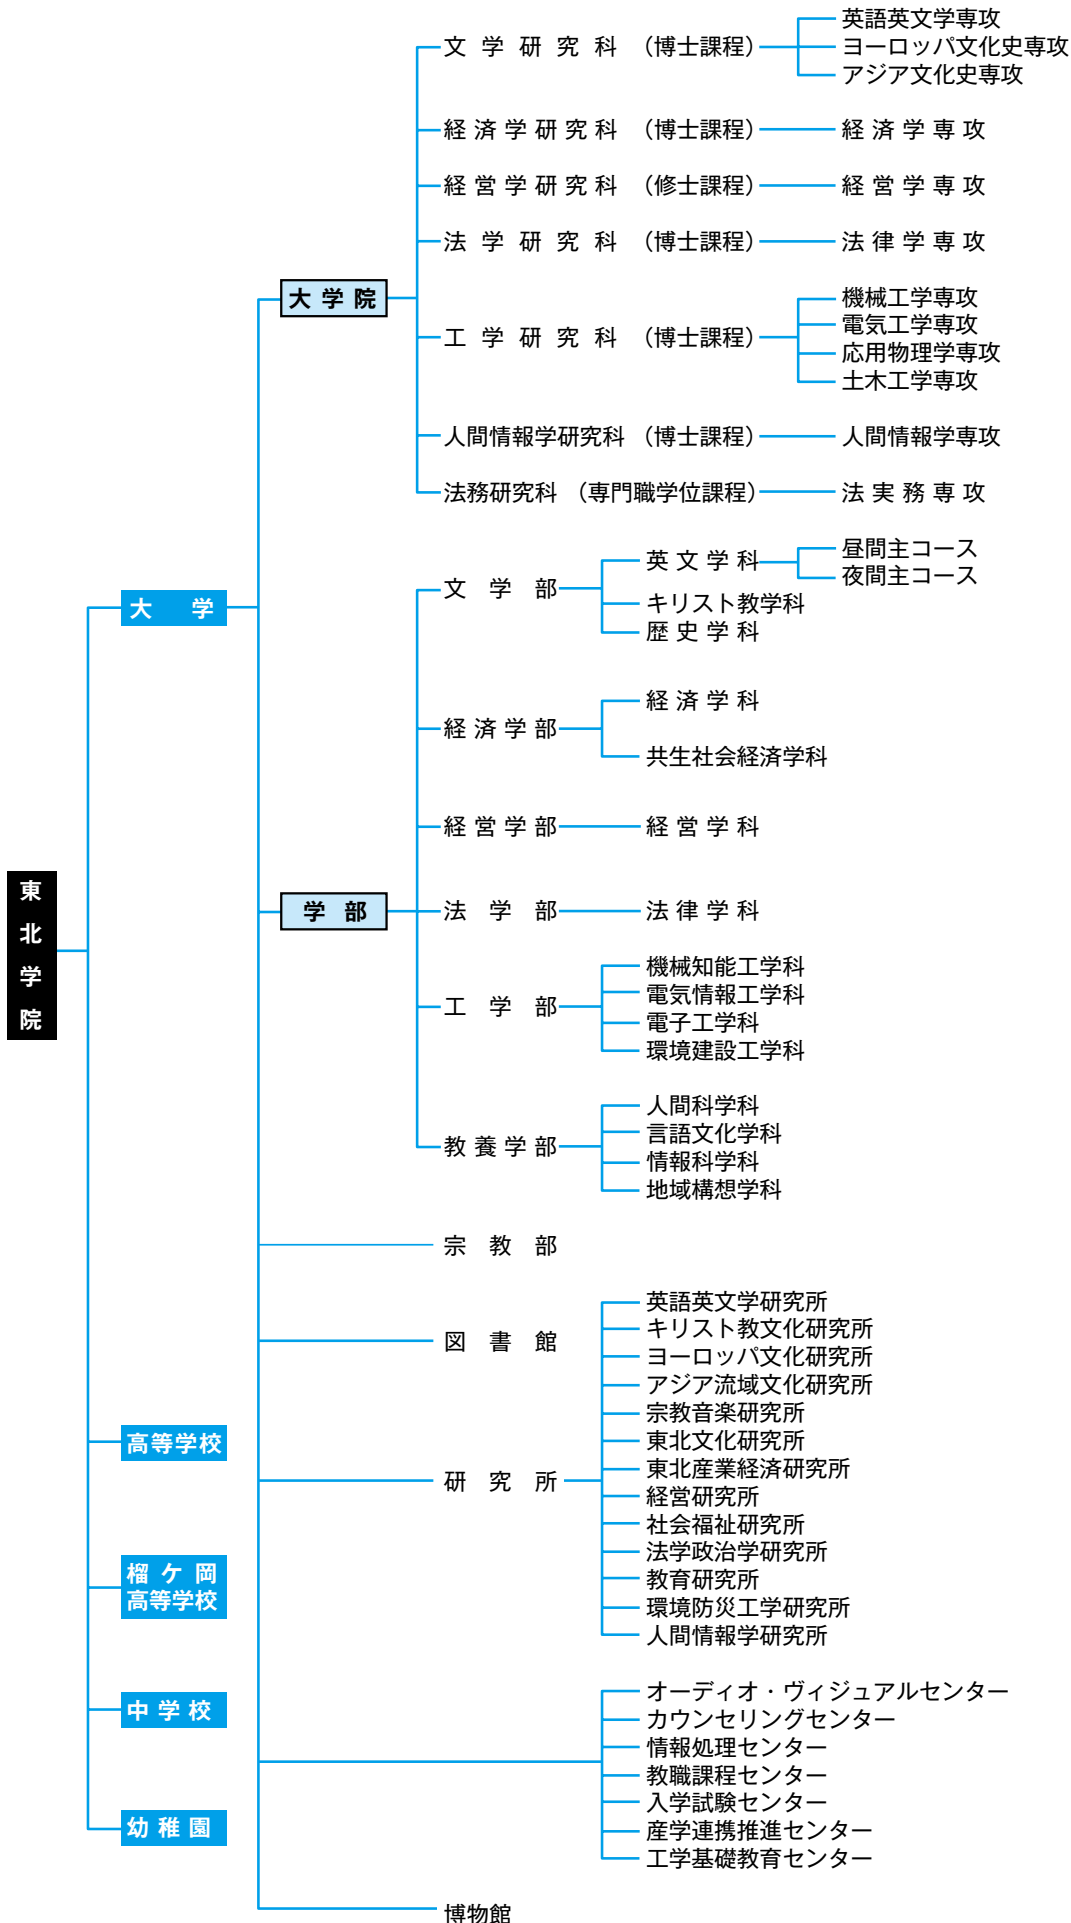 東北学院
大学
大学院
文学研究科（博士課程）
英語英文学専攻
ヨーロッパ文化史専攻
アジア文化史専攻
経済学研究科（博士課程）
経済学専攻
経営学研究科（修士課程）
経営学専攻
法学研究科（博士課程）
法律学専攻
工学研究科（博士課程）
機械工学専攻
電気工学専攻
応用物理学専攻
土木工学専攻
人間情報学研究科（博士課程）
人間情報学専攻
法務研究科（専門職学位課程）
法実務専攻
学部
文学部
英文学科
昼間主コース
夜間主コース
キリスト教学科
歴史学科
経済学部
経済学科
共生社会経済学科
経営学部
経営学科
法学部
法律学科
工学部
機械知能工学科
電気情報工学科
電子工学科
環境建設工学科
教養学部
人間科学科
言語文化学科
情報科学科
地域構想学科
宗教部
図書館
研究所
英語英文学研究所
キリスト教文化研究所
ヨーロッパ文化研究所
アジア流域文化研究所
宗教音楽研究所
東北文化研究所
東北産業経済研究所
経営研究所
社会福祉研究所
法学政治学研究所
教育研究所
環境防災工学研究所
人間情報学研究所
オーディオ・ヴィジュアルセンター
カウンセリングセンター
情報処理センター
教職課程センター
入学試験センター
産学連携推進センター
工学基礎教育センター
博物館
高等学校
榴ケ岡
高等学校
中学校
幼稚園